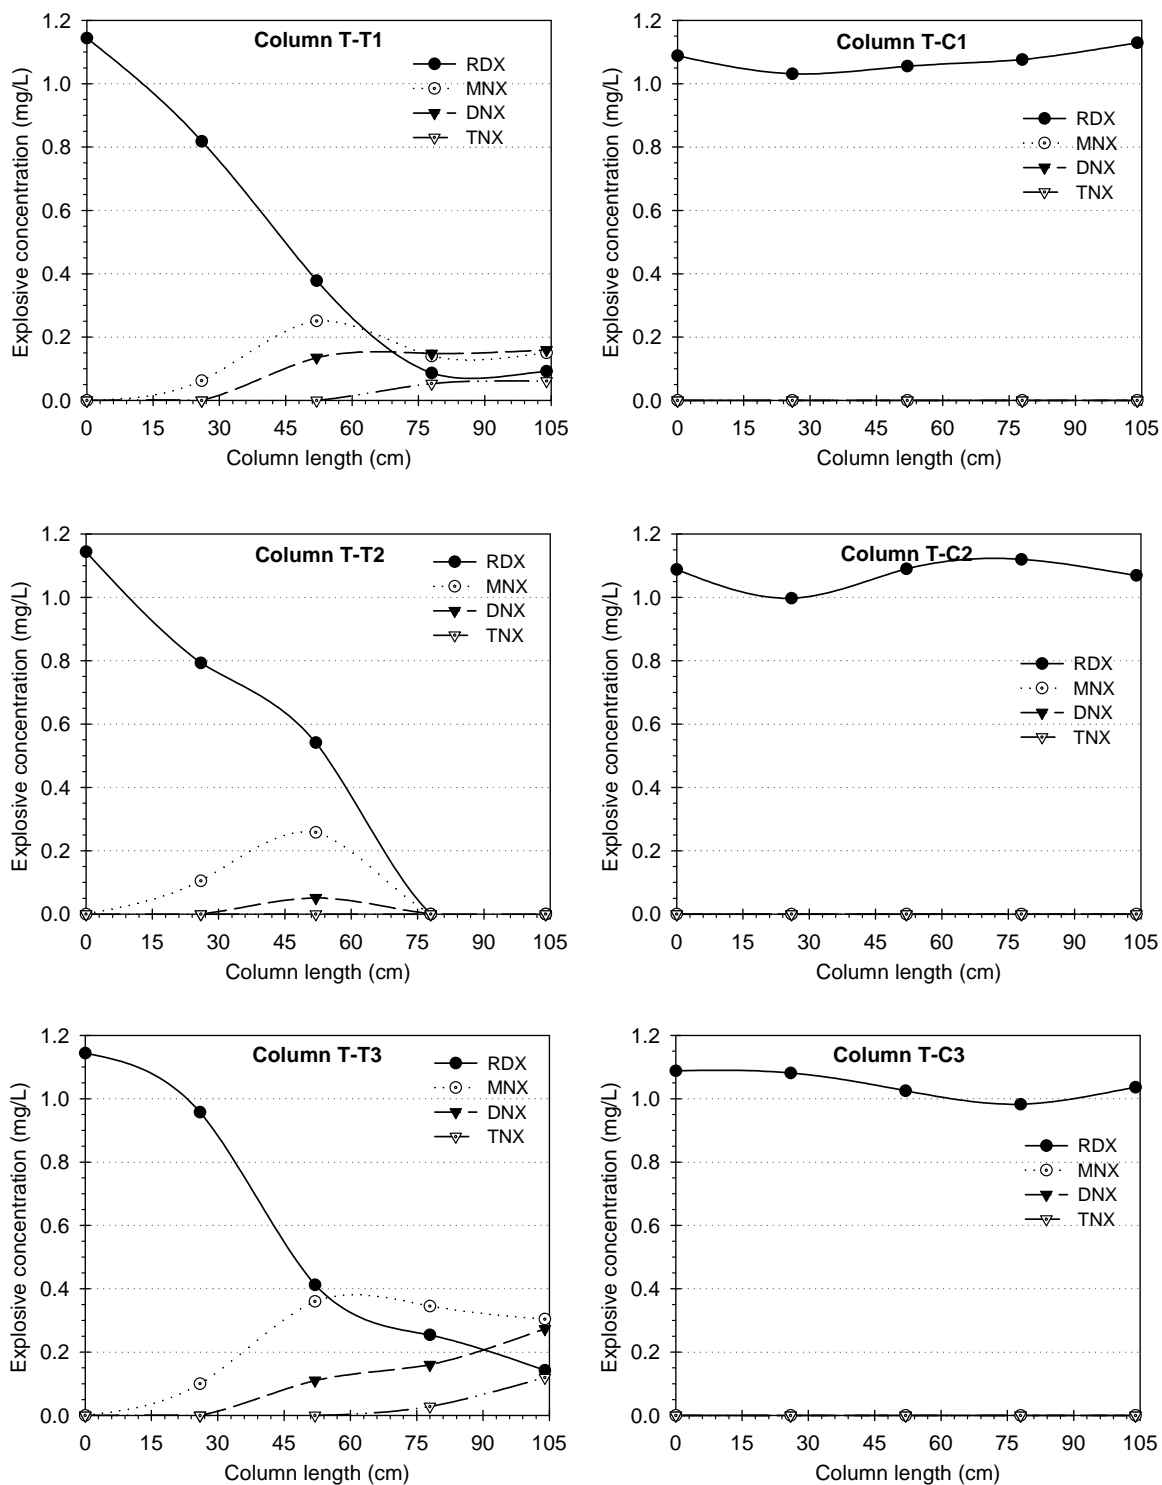 Column T-T1
Explosive concentration (mg/L)
1.2
1.0
0.8
0.6
0.4
0.2
0.0
RDX
MNX
DNX
TNX
0 15 30 45 60 75 90 105
Column length (cm)
Column T-C1
Explosive concentration (mg/L)
1.2
1.0
0.8
0.6
0.4
0.2
0.0
RDX
MNX
DNX
TNX
0 15 30 45 60 75 90 105
Column length (cm)
Column T-T2
Explosive concentration (mg/L)
1.2
1.0
0.8
0.6
0.4
0.2
0.0
RDX
MNX
DNX
TNX
0 15 30 45 60 75 90 105
Column length (cm)
Column T-C2
Explosive concentration (mg/L)
1.2
1.0
0.8
0.6
0.4
0.2
0.0
RDX
MNX
DNX
TNX
0 15 30 45 60 75 90 105
Column length (cm)
Column T-T3
Explosive concentration (mg/L)
1.2
1.0
0.8
0.6
0.4
0.2
0.0
RDX
MNX
DNX
TNX
0 15 30 45 60 75 90 105
Column length (cm)
Column T-C3
Explosive concentration (mg/L)
1.2
1.0
0.8
0.6
0.4
0.2
0.0
RDX
MNX
DNX
TNX
0 15 30 45 60 75 90 105
Column length (cm)